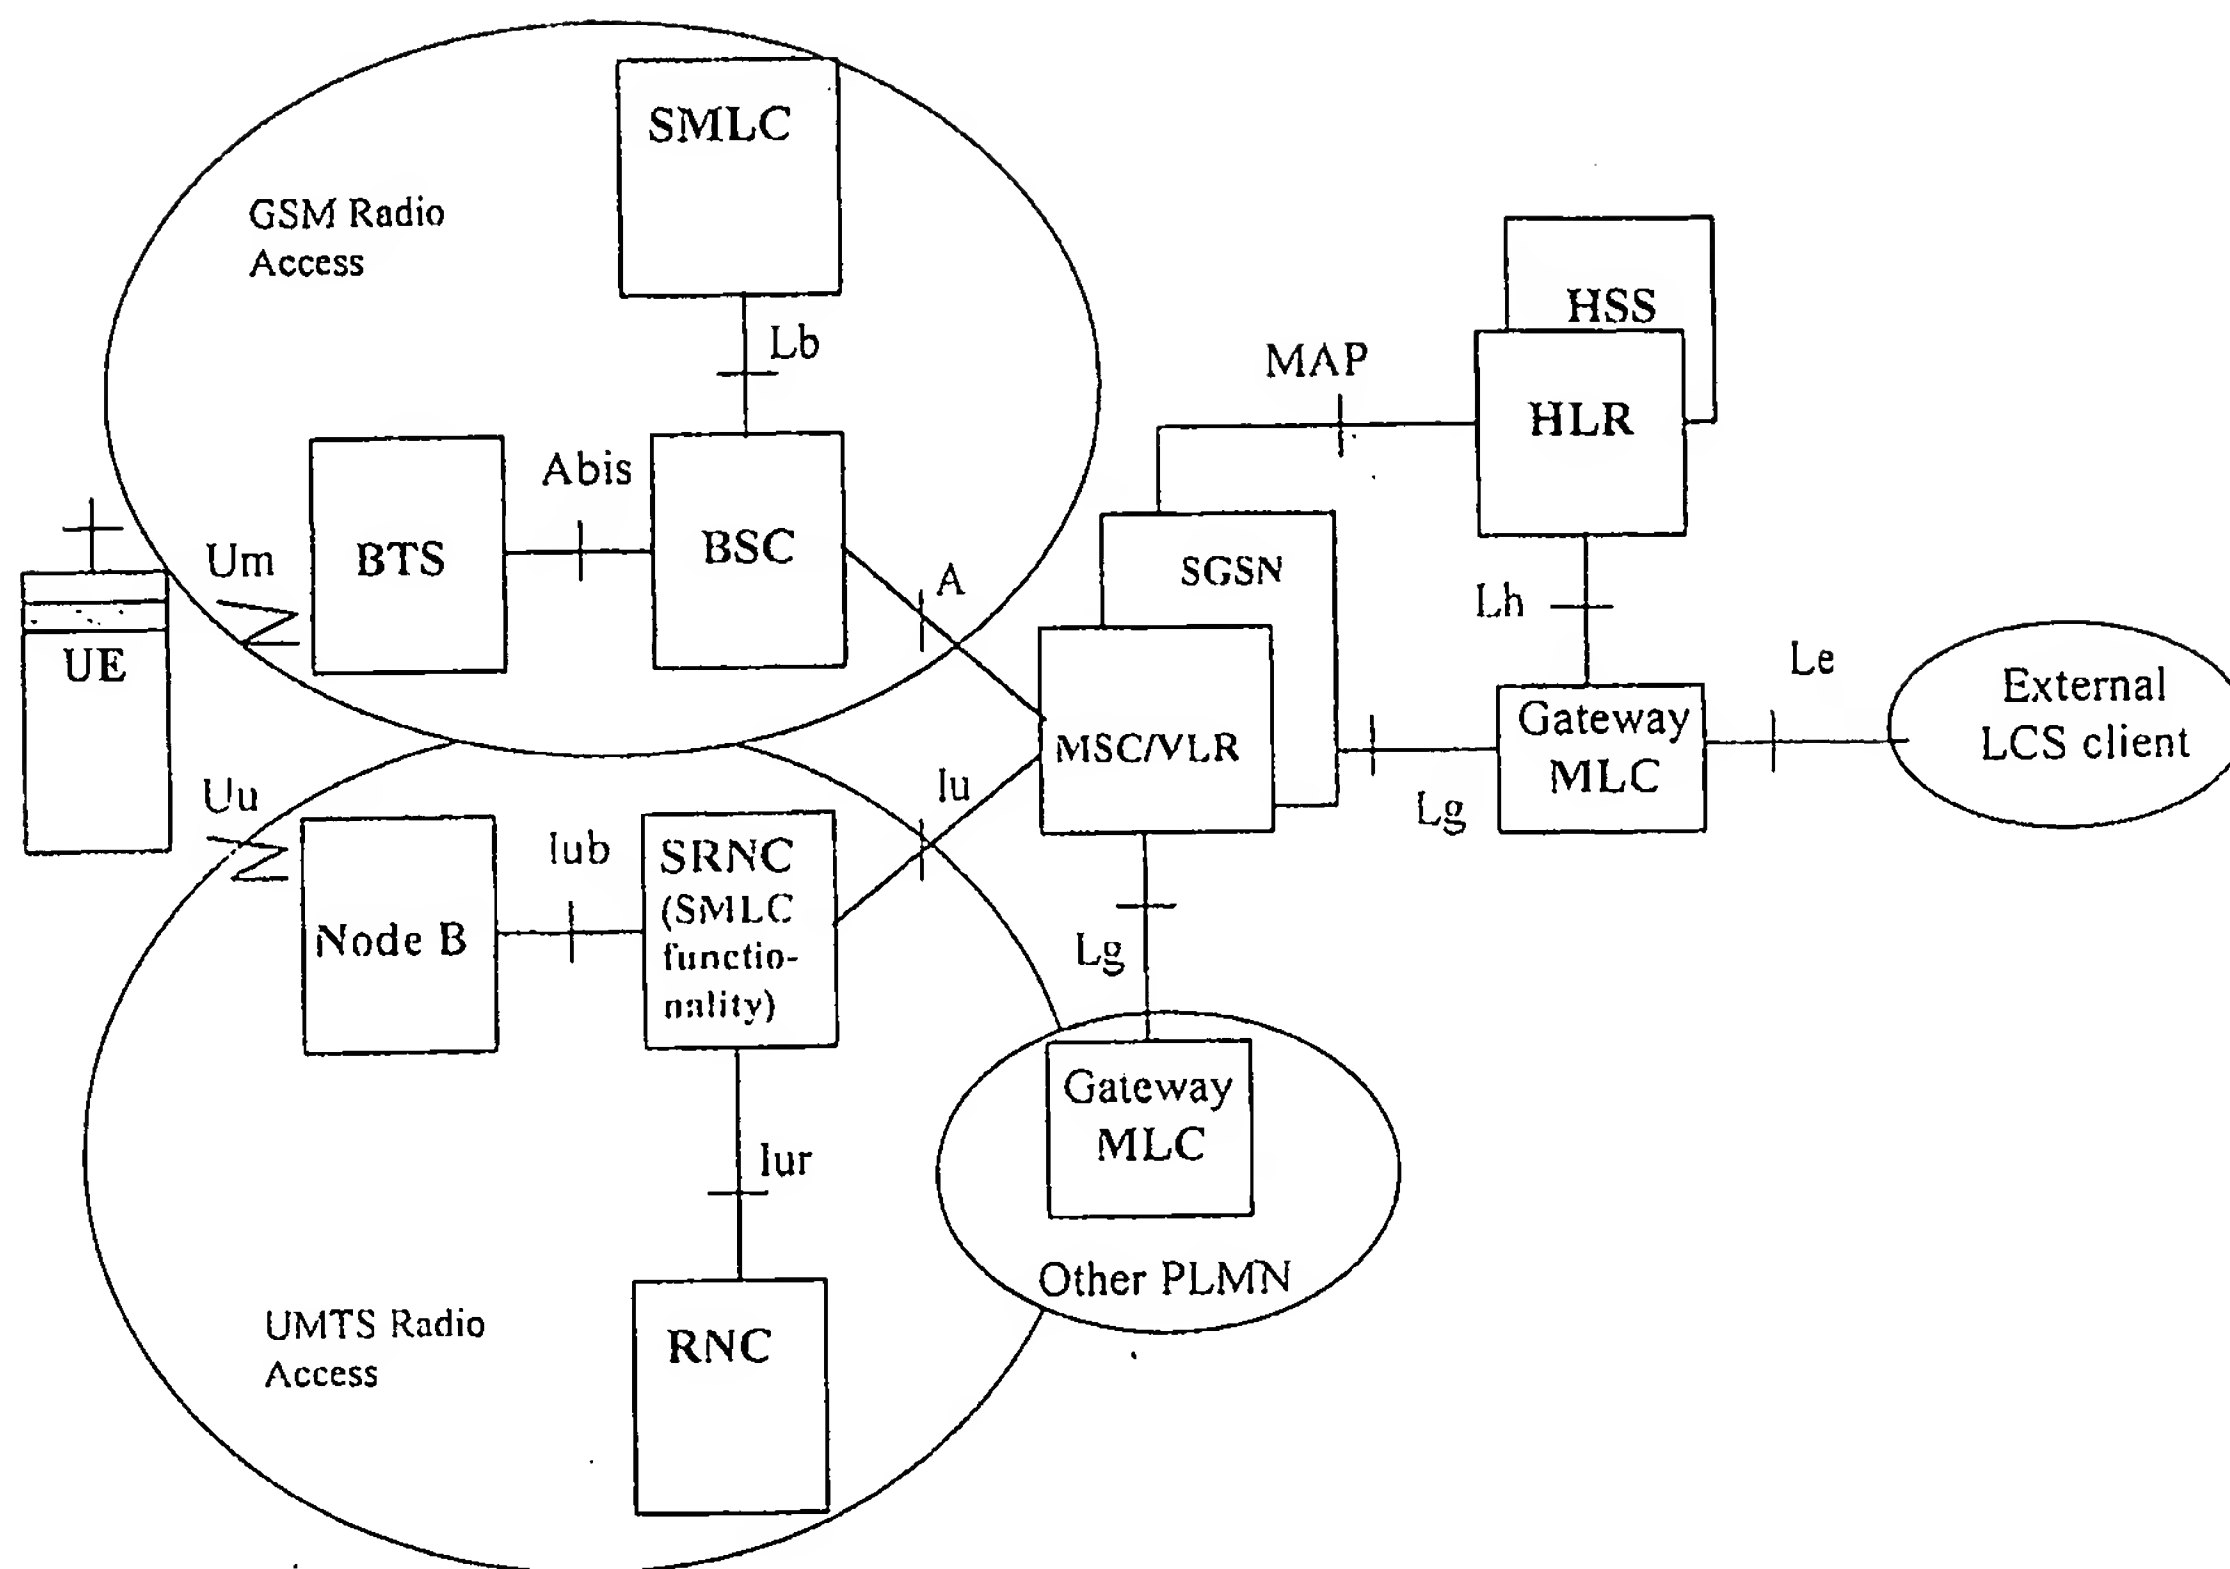 SMLC
GSM Radio
Access
Lb
HSS
MAP
HLR
Abis
Um
BTS
BSC
A
SGSN
Lh
UE
Le
External
LCS client
Gateway
MLC
MSC/VLR
Lg
Uu
Iu
Iub
SRNC
(SMLC
functio-
nality)
Node B
Lg
Gateway
MLC
Iur
Other PLMN
UMTS Radio
Access
RNC